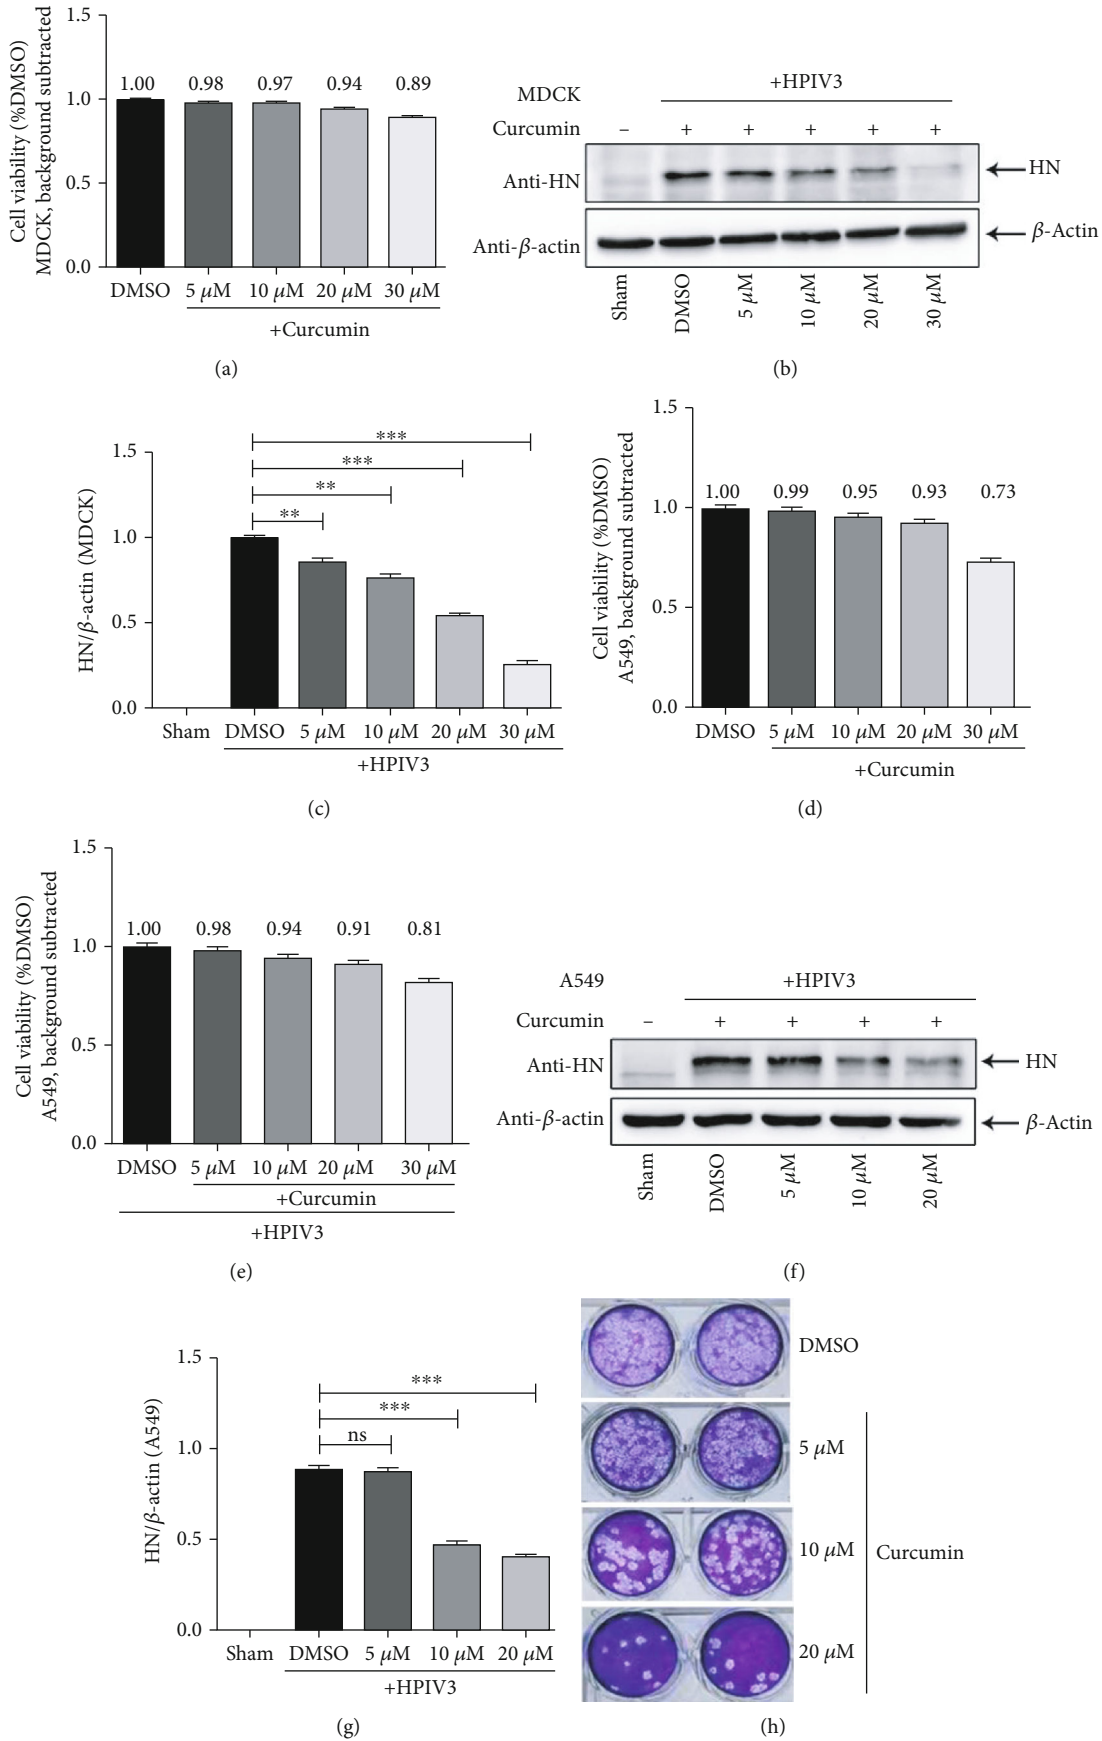 Cell viability (%DMSO)
MDCK, background subtracted
1.5
1.0
0.5
0.0
1.00 0.98 0.97 0.94 0.89
DMSO 5 μM 10 μM 20 μM 30 μM
+Curcumin
(a)
MDCK +HPIV3
Curcumin – + + + + +
Anti-HN HN
Anti-β-actin β-Actin
Sham DMSO 5 μM 10 μM 20 μM 30 μM
(b)
HN/β-actin (MDCK)
1.5
1.0
0.5
0.0
***
***
**
**
Sham DMSO 5 μM 10 μM 20 μM 30 μM
+HPIV3
(c)
Cell viability (%DMSO)
A549, background subtracted
1.5
1.0
0.5
0.0
1.00 0.99 0.95 0.93 0.73
DMSO 5 μM 10 μM 20 μM 30 μM
+Curcumin
(d)
Cell viability (%DMSO)
A549, background subtracted
1.5
1.0
0.5
0.0
1.00 0.98 0.94 0.91 0.81
DMSO 5 μM 10 μM 20 μM 30 μM
+Curcumin
+HPIV3
(e)
A549 +HPIV3
Curcumin – + + + +
Anti-HN HN
Anti-β-actin β-Actin
Sham DMSO 5 μM 10 μM 20 μM
(f)
HN/β-actin (A549)
1.5
1.0
0.5
0.0
***
***
ns
Sham DMSO 5 μM 10 μM 20 μM
+HPIV3
(g)
DMSO
5 μM
10 μM
20 μM
Curcumin
(h)